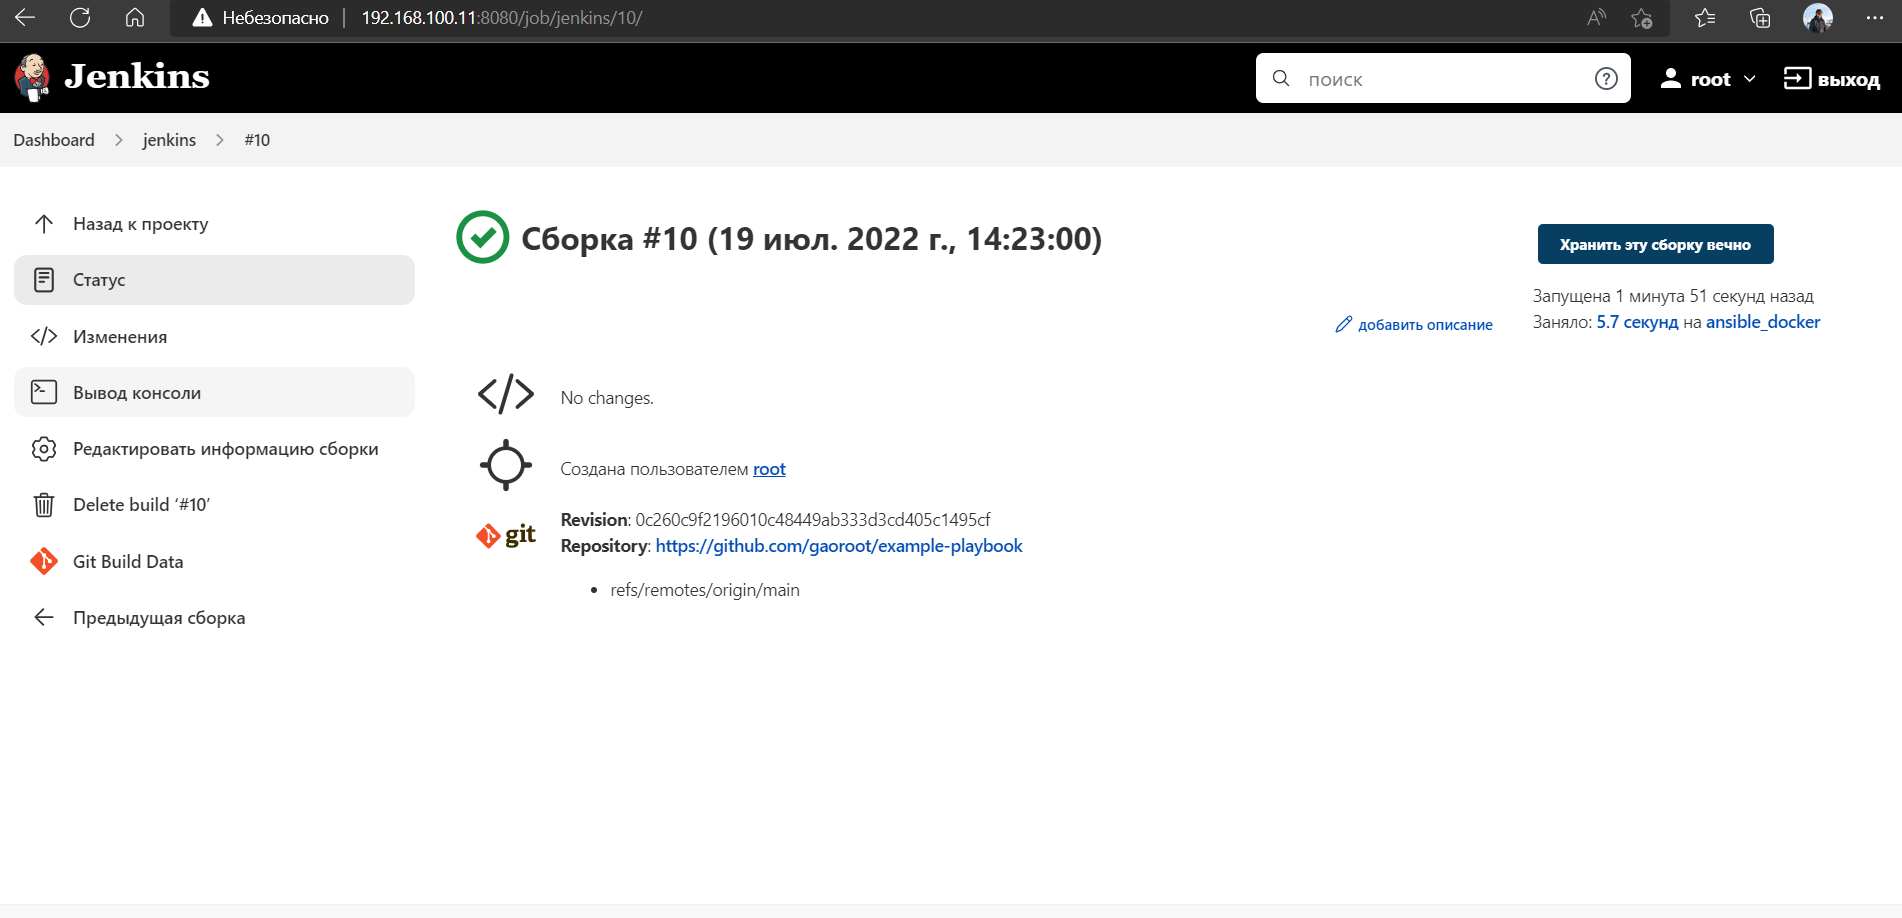 Небезопасно 192.168.100.11:8080/job/jenkins/10/
Jenkins
поиск
root
выход
Dashboard
jenkins
#10
Назад к проекту
Статус
Изменения
Вывод консоли
Редактировать информацию сборки
Delete build ‘#10’
Git Build Data
Предыдущая сборка
Сборка #10 (19 июл. 2022 г., 14:23:00)
Хранить эту сборку вечно
Запущена 1 минута 51 секунд назад
Заняло: 5.7 секунд на ansible_docker
добавить описание
No changes.
Создана пользователем root
git
Revision: 0c260c9f2196010c48449ab333d3cd405c1495cf
Repository: https://github.com/gaoroot/example-playbook
refs/remotes/origin/main